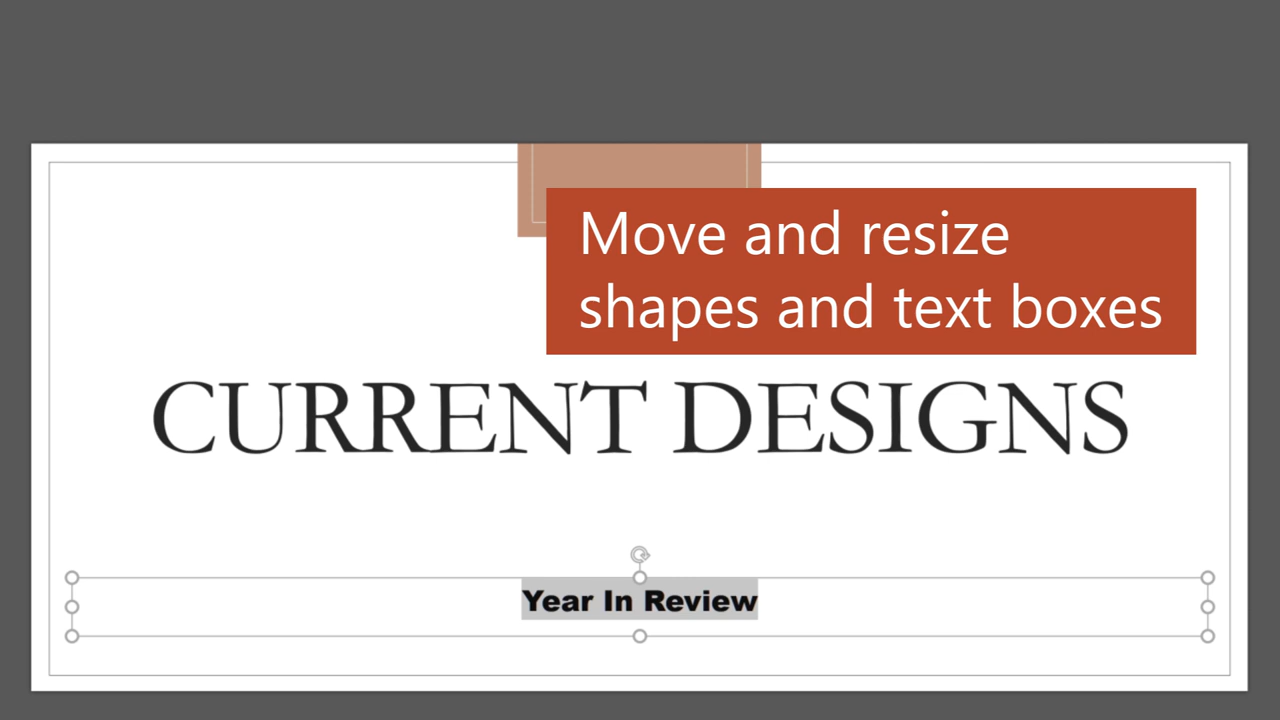 Move and resize
shapes and text boxes
CURRENT DESIGNS
Year In Review